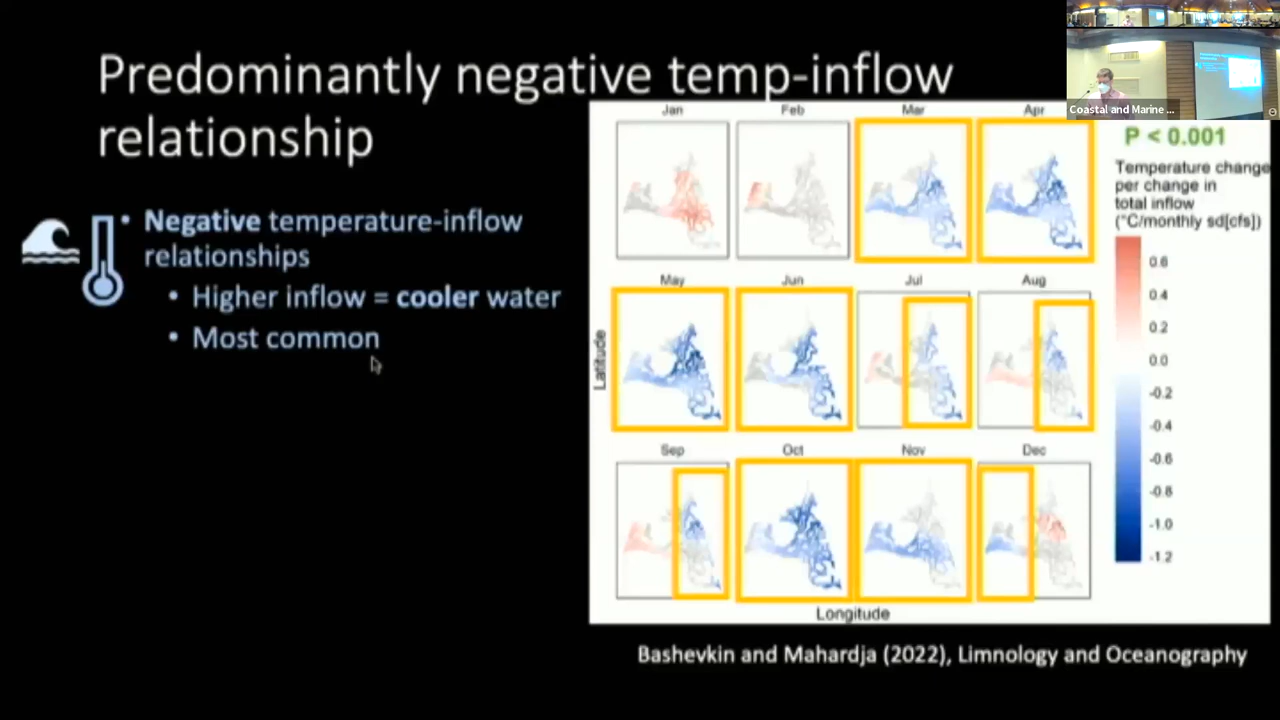 Predominantly negative temp-inflow
relationship
• Negative temperature-inflow
relationships
• Higher inflow = cooler water
• Most common
Coastal and Marine ...
Jan Feb Mar Apr
P < 0.001
Temperature change
per change in
total inflow
(°C/monthly sd[cfs])
0.6
0.4
0.2
0.0
-0.2
-0.4
-0.6
-0.8
-1.0
-1.2
May Jun Jul Aug
Latitude
Sep Oct Nov Dec
Longitude
Bashevkin and Mahardja (2022), Limnology and Oceanography